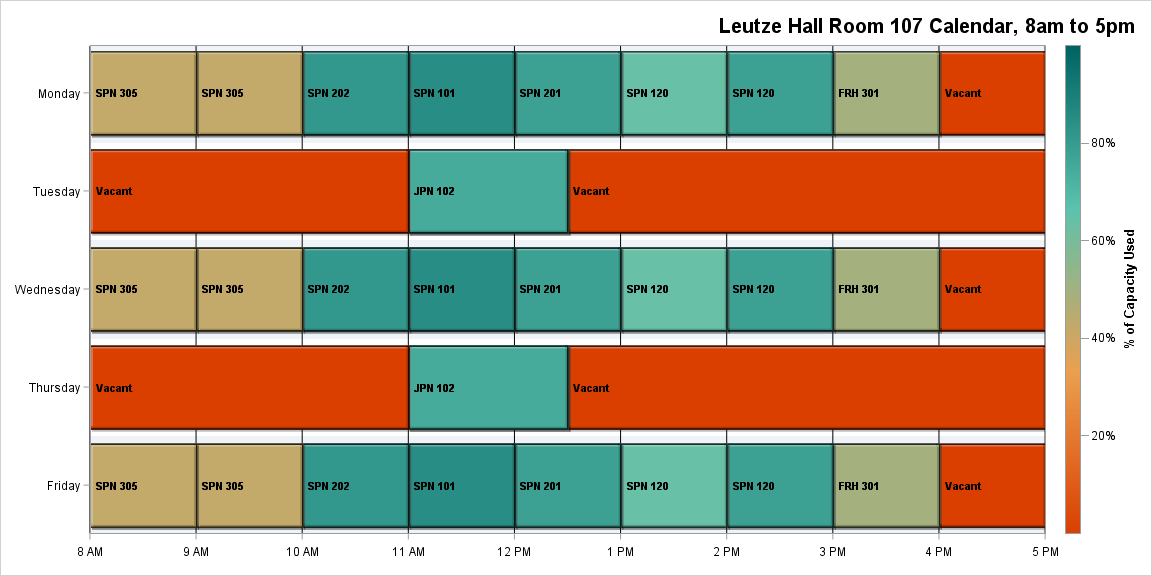 Leutze Hall Room 107 Calendar, 8am to 5pm
Monday
SPN 305
SPN 305
SPN 202
SPN 101
SPN 201
SPN 120
SPN 120
FRH 301
Vacant
Tuesday
Vacant
JPN 102
Vacant
Wednesday
SPN 305
SPN 305
SPN 202
SPN 101
SPN 201
SPN 120
SPN 120
FRH 301
Vacant
Thursday
Vacant
JPN 102
Vacant
Friday
SPN 305
SPN 305
SPN 202
SPN 101
SPN 201
SPN 120
SPN 120
FRH 301
Vacant
8 AM
9 AM
10 AM
11 AM
12 PM
1 PM
2 PM
3 PM
4 PM
5 PM
80%
60%
40%
20%
% of Capacity Used